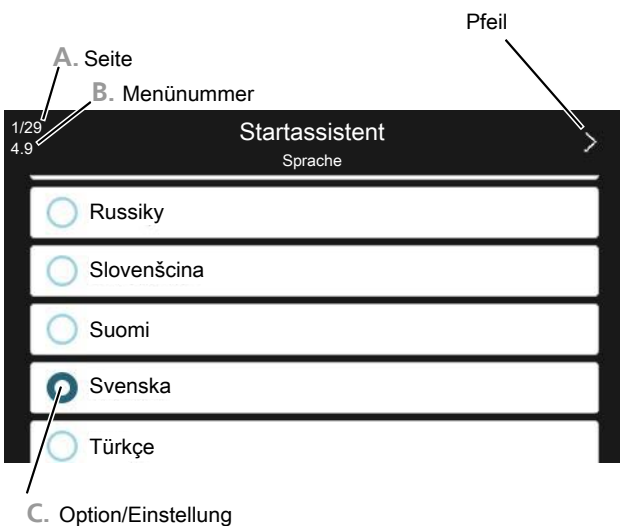 Pfeil
A. Seite
B. Menünummer
1/29
4.9
Startassistent
Sprache
Russiky
Slovenšcina
Suomi
Svenska
Türkçe
C. Option/Einstellung